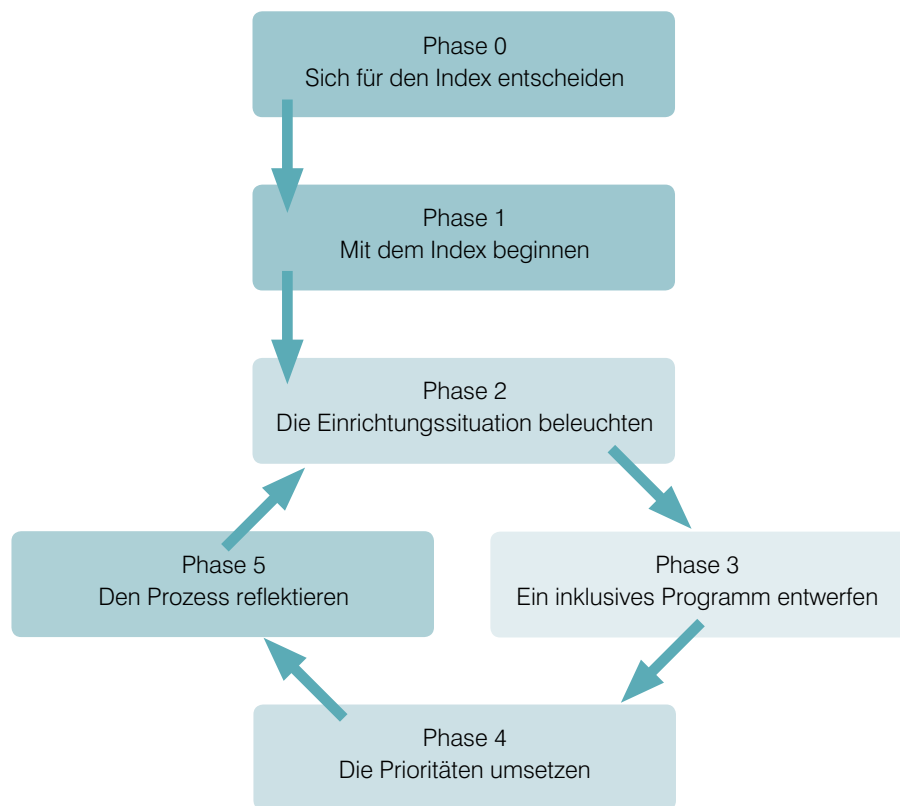 Phase 0
Sich für den Index entscheiden
Phase 1
Mit dem Index beginnen
Phase 2
Die Einrichtungssituation beleuchten
Phase 3
Ein inklusives Programm entwerfen
Phase 4
Die Prioritäten umsetzen
Phase 5
Den Prozess reflektieren